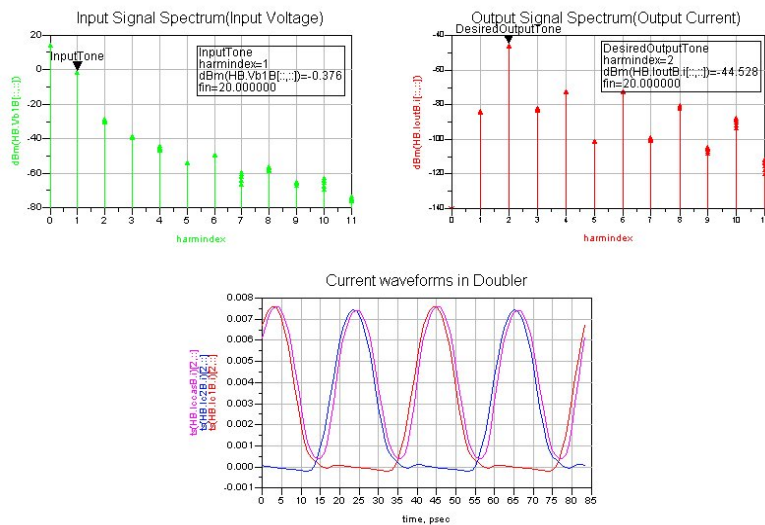 Input Signal Spectrum(Input Voltage)
InputTone
InputTone
harmindex=1
dBm(HB.Vb1B[::,::])=-0.376
fin=20.000000
dBm(HB.Vb1B[::,::])
20
0
-20
-40
-60
-80
0 1 2 3 4 5 6 7 8 9 10 11
harmindex
Output Signal Spectrum(Output Current)
DesiredOutputTone
DesiredOutputTone
harmindex=2
dBm(HB.IoutB.i[::,::])=-44.528
fin=20.000000
dBm(HB.IoutB.i[::,::])
-40
-60
-80
-100
-120
-140
0 1 2 3 4 5 6 7 8 9 10 11
harmindex
Current waveforms in Doubler
ts(HB.IccasB.i)[2,::]
ts(HB.Ic2B.i)[2,::]
ts(HB.Ic1B.i)[2,::]
0.008
0.007
0.006
0.005
0.004
0.003
0.002
0.001
0.000
-0.001
0 5 10 15 20 25 30 35 40 45 50 55 60 65 70 75 80 85
time, psec